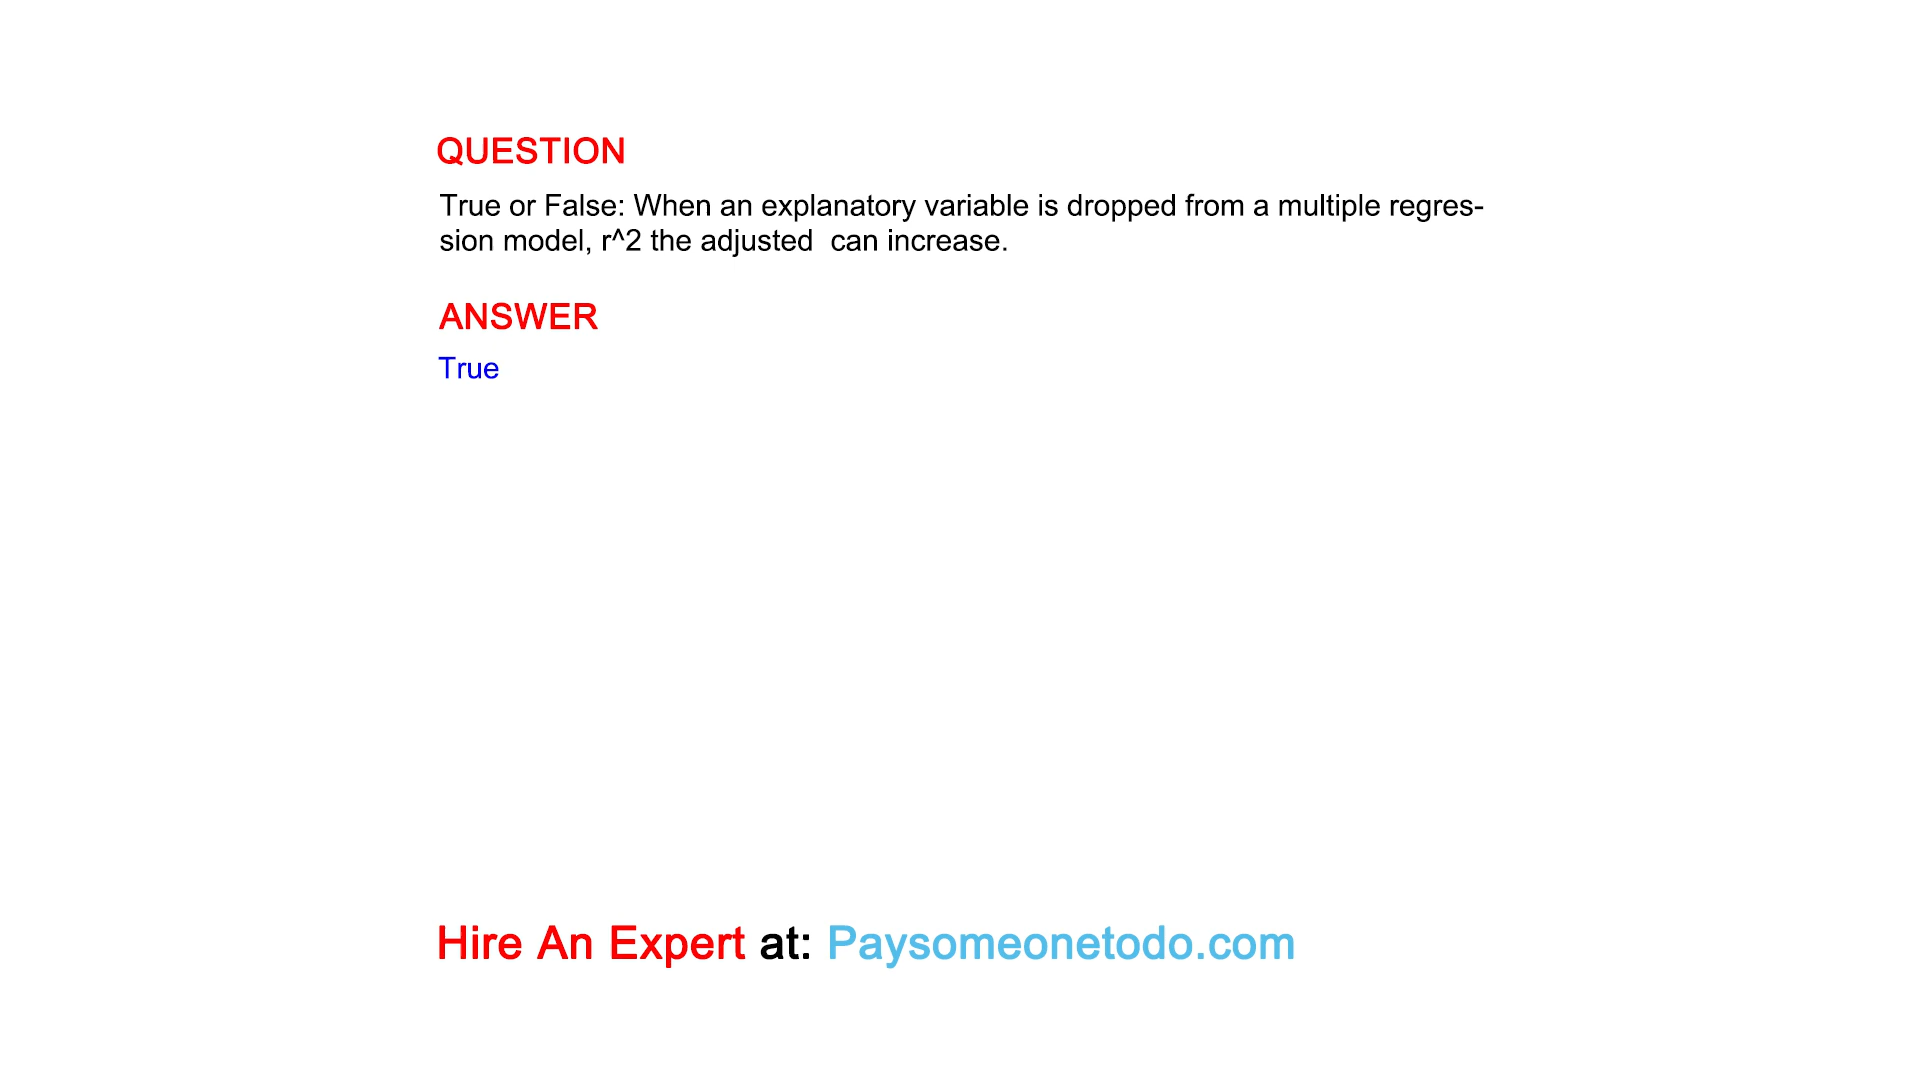 QUESTION
True or False: When an explanatory variable is dropped from a multiple regres-
sion model, r^2 the adjusted  can increase.
ANSWER
True
Hire An Expert at: Paysomeonetodo.com